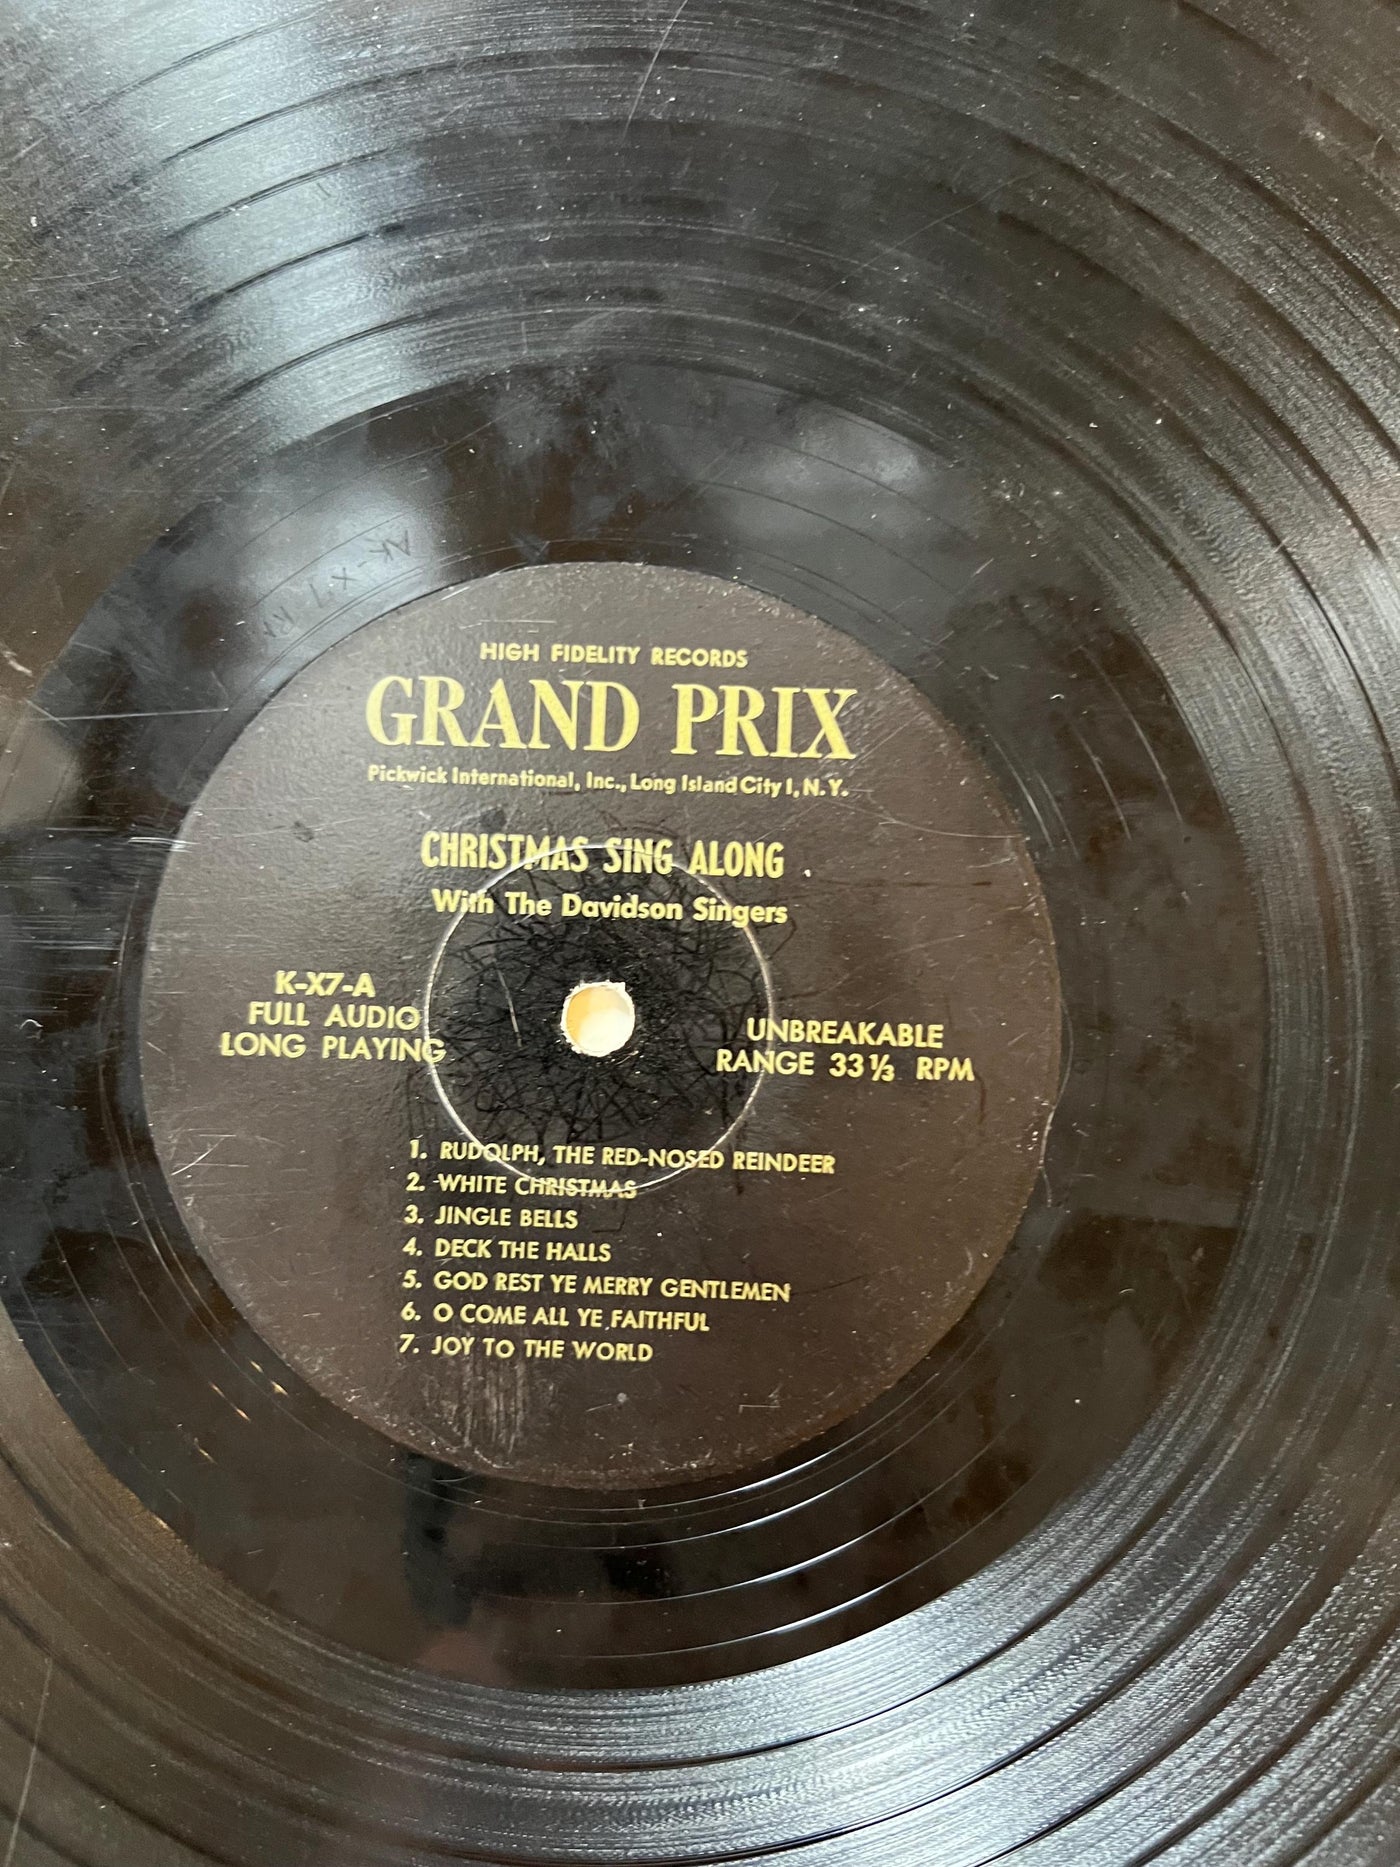 HIGH FIDELITY RECORDS
GRAND PRIX
Pickwick International, Inc., Long Island City 1, N.Y.
CHRISTMAS SING ALONG
With The Davidson Singers
K-X7-A
FULL AUDIO
LONG PLAYING
UNBREAKABLE
RANGE 33⅓ RPM
1. RUDOLPH, THE RED-NOSED REINDEER
2. WHITE CHRISTMAS
3. JINGLE BELLS
4. DECK THE HALLS
5. GOD REST YE MERRY GENTLEMEN
6. O COME ALL YE FAITHFUL
7. JOY TO THE WORLD